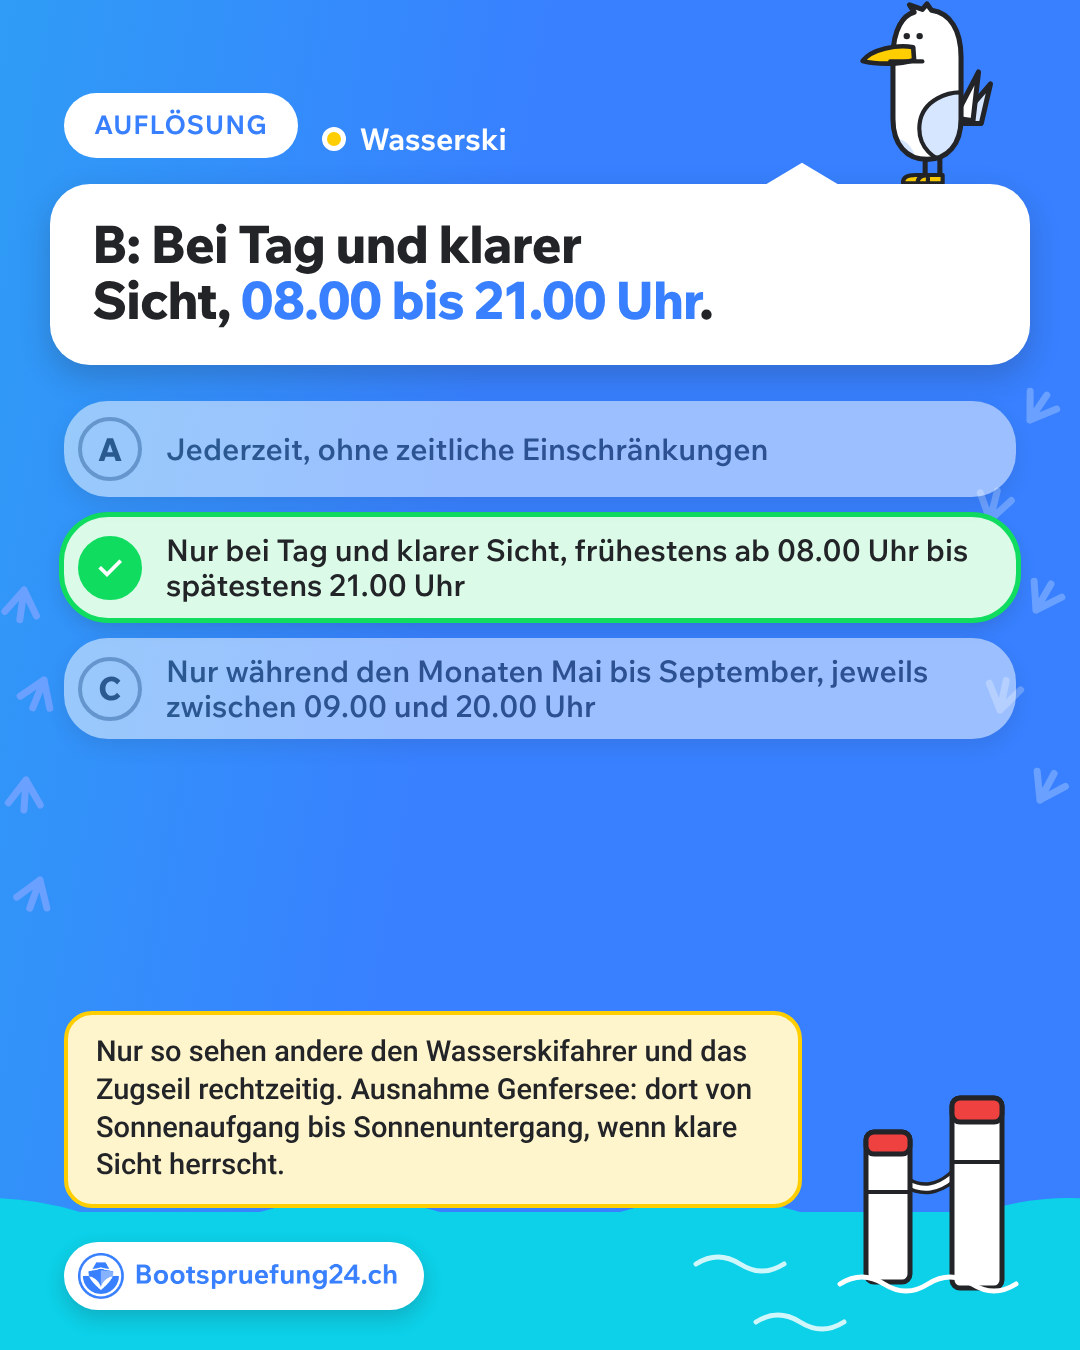 AUFLÖSUNG
Wasserski
B: Bei Tag und klarer
Sicht, 08.00 bis 21.00 Uhr.
A Jederzeit, ohne zeitliche Einschränkungen
Nur bei Tag und klarer Sicht, frühestens ab 08.00 Uhr bis
spätestens 21.00 Uhr
C Nur während den Monaten Mai bis September, jeweils
zwischen 09.00 und 20.00 Uhr
Nur so sehen andere den Wasserskifahrer und das
Zugseil rechtzeitig. Ausnahme Genfersee: dort von
Sonnenaufgang bis Sonnenuntergang, wenn klare
Sicht herrscht.
Bootspruefung24.ch